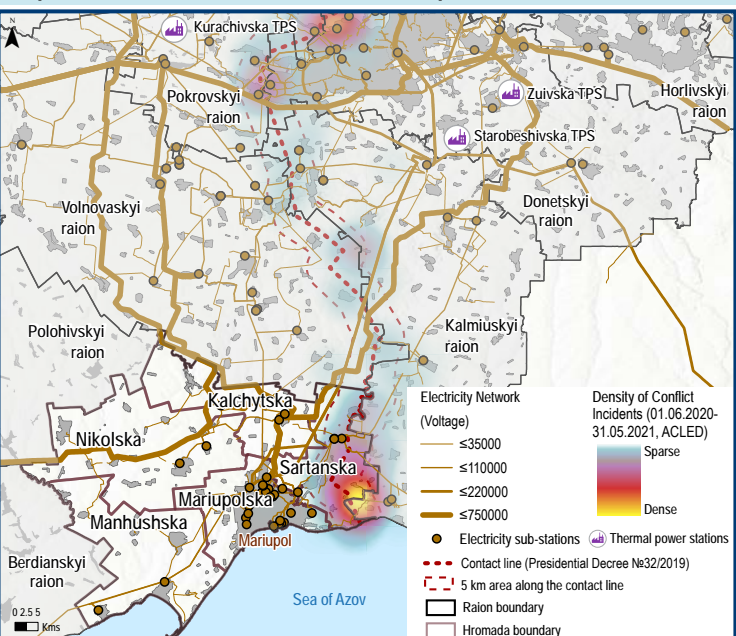 N
Kurachivska TPS
Pokrovskyi
raion
Zuivska TPS
Horlivskyi
raion
Starobeshivska TPS
Volnovaskyi
raion
Donetskyi
raion
Polohivskyi
raion
Kalmiuskyi
raion
Kalchytska
Nikolska
Sartanska
Mariupolska
Manhushska
Mariupol
Berdianskyi
raion
Sea of Azov
0 2.5 5
Kms
Electricity Network
(Voltage)
≤35000
≤110000
≤220000
≤750000
Density of Conflict
Incidents (01.06.2020-
31.05.2021, ACLED)
Sparse
Dense
Electricity sub-stations
Thermal power stations
Contact line (Presidential Decree №32/2019)
5 km area along the contact line
Raion boundary
Hromada boundary